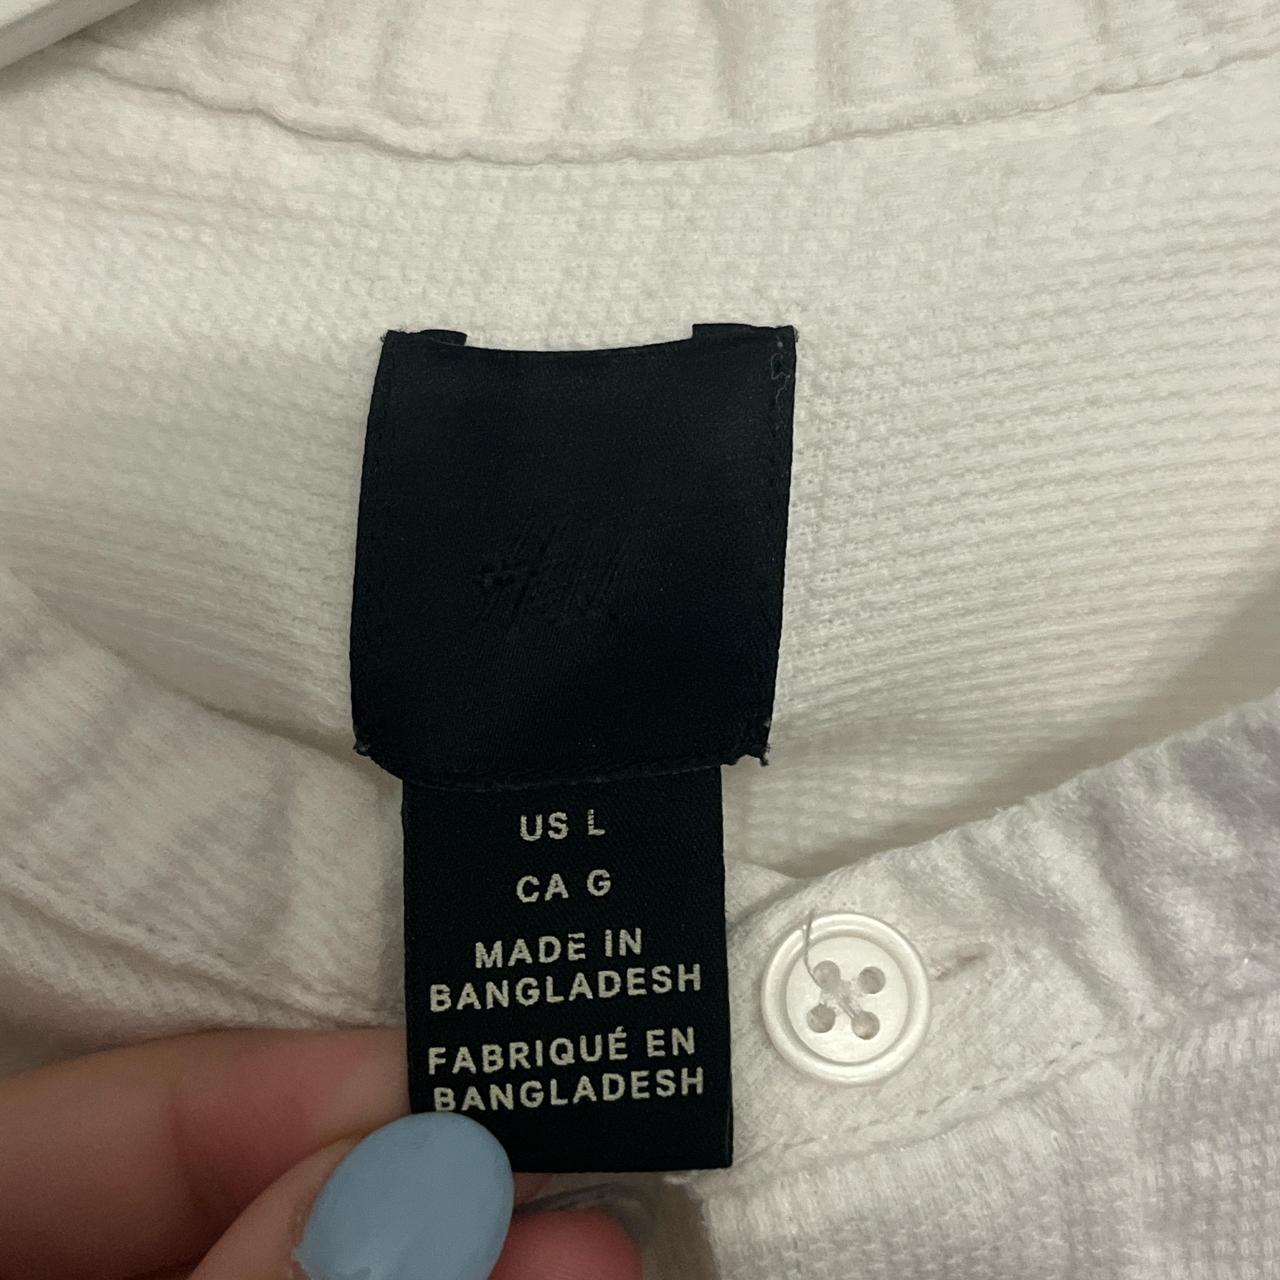 H&M
US L
CA G
MADE IN
BANGLADESH
FABRIQUÉ EN
BANGLADESH